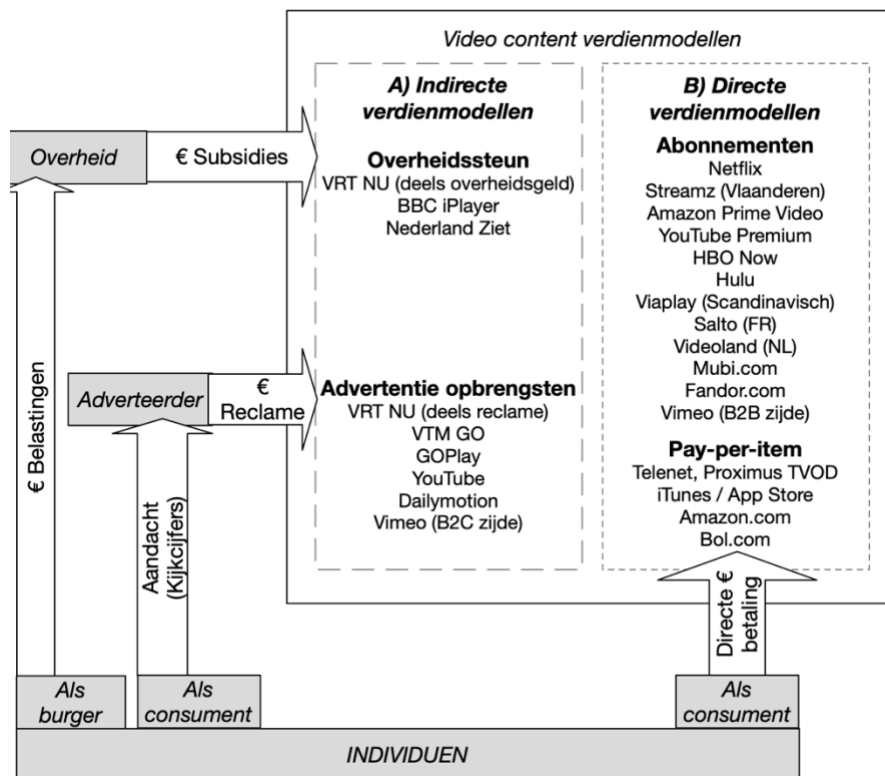 Video content verdienmodellen
A) Indirecte
verdienmodellen
Overheidssteun
VRT NU (deels overheidsgeld)
BBC iPlayer
Nederland Ziet
Advertentie opbrengsten
VRT NU (deels reclame)
VTM GO
GOPlay
YouTube
Dailymotion
Vimeo (B2C zijde)
B) Directe
verdienmodellen
Abonnementen
Netflix
Streamz (Vlaanderen)
Amazon Prime Video
YouTube Premium
HBO Now
Hulu
Viaplay (Scandinavisch)
Salto (FR)
Videoland (NL)
Mubi.com
Fandor.com
Vimeo (B2B zijde)
Pay-per-item
Telenet, Proximus TVOD
iTunes / App Store
Amazon.com
Bol.com
Overheid
€ Subsidies
Adverteerder
€
Reclame
€ Belastingen
Aandacht
(Kijkcijfers)
Directe €
betaling
Als
burger
Als
consument
Als
consument
INDIVIDUEN